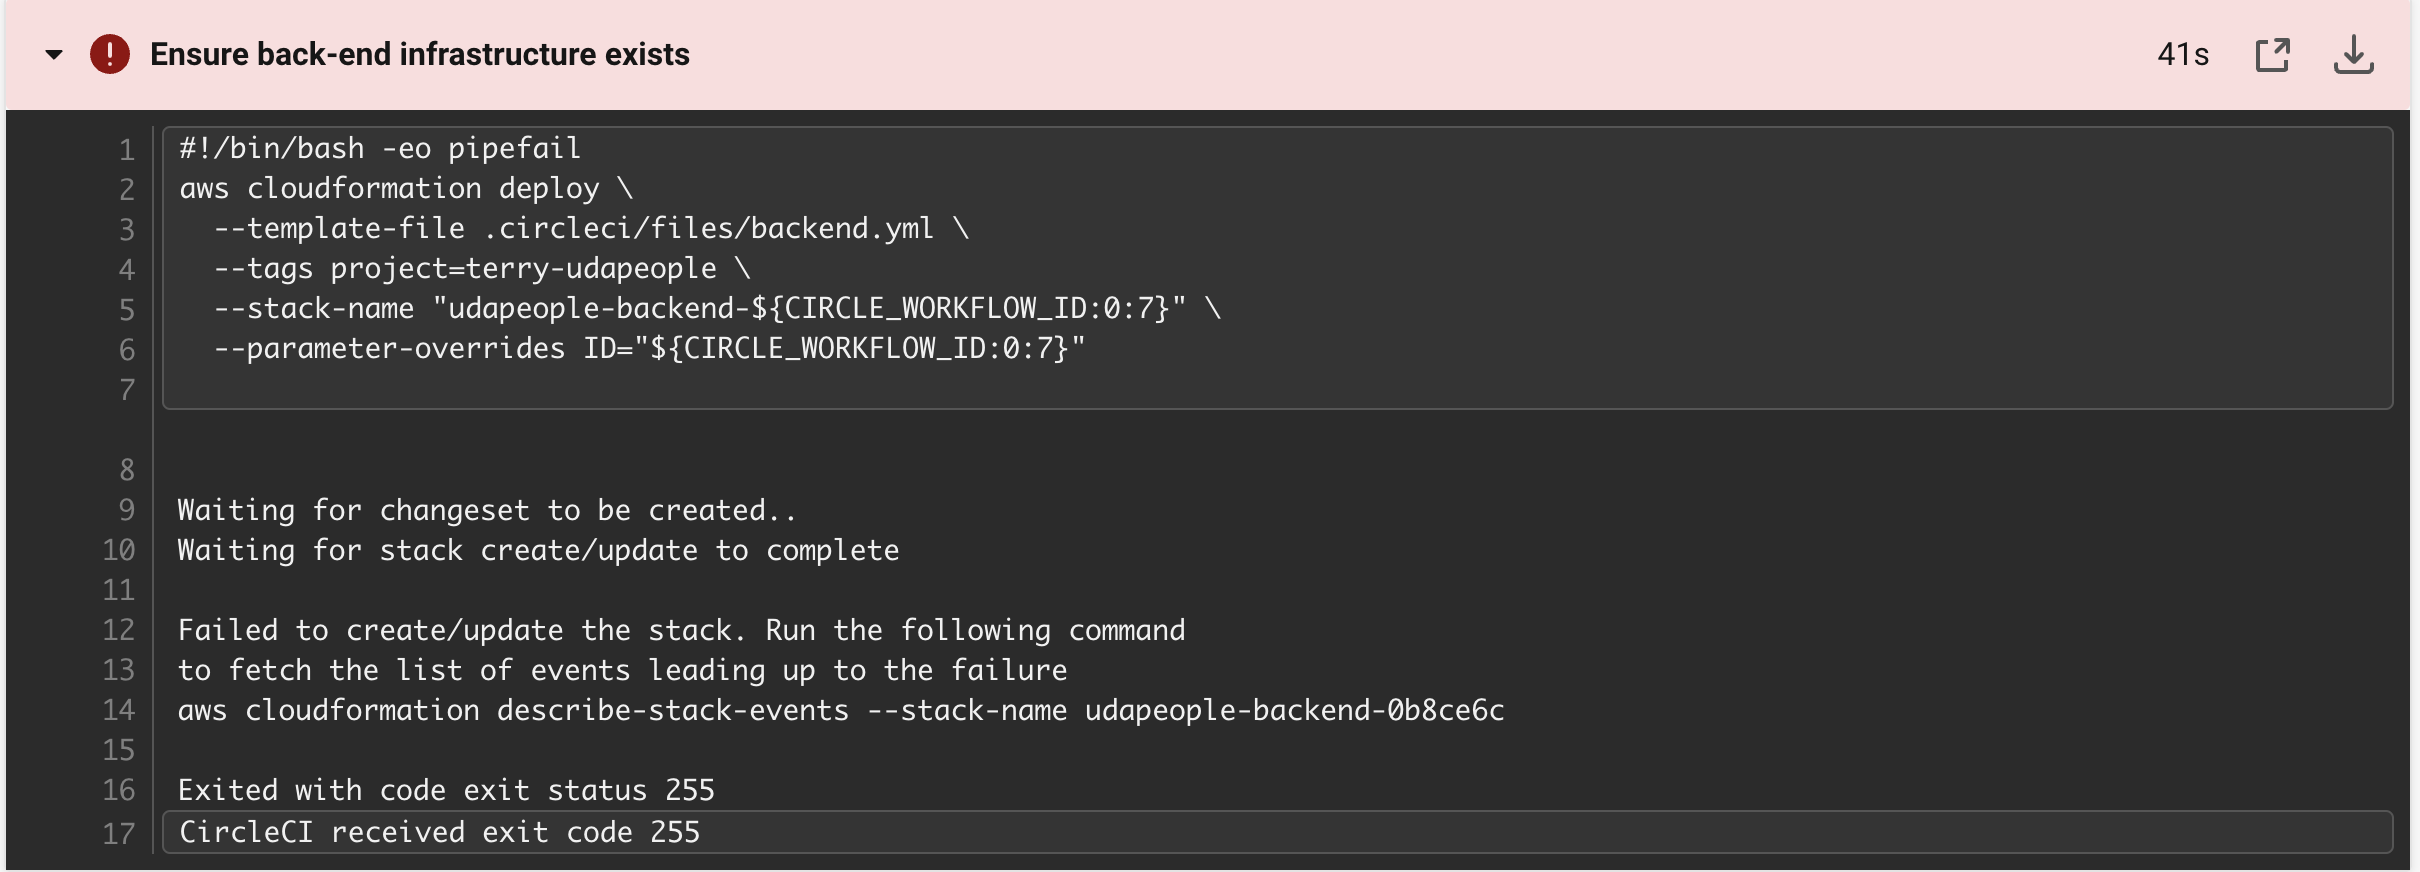 Ensure back-end infrastructure exists 41s
1 #!/bin/bash -eo pipefail
2 aws cloudformation deploy \
3   --template-file .circleci/files/backend.yml \
4   --tags project=terry-udapeople \
5   --stack-name "udapeople-backend-${CIRCLE_WORKFLOW_ID:0:7}" \
6   --parameter-overrides ID="${CIRCLE_WORKFLOW_ID:0:7}"
7
8
9 Waiting for changeset to be created..
10 Waiting for stack create/update to complete
11
12 Failed to create/update the stack. Run the following command
13 to fetch the list of events leading up to the failure
14 aws cloudformation describe-stack-events --stack-name udapeople-backend-0b8ce6c
15
16 Exited with code exit status 255
17 CircleCI received exit code 255